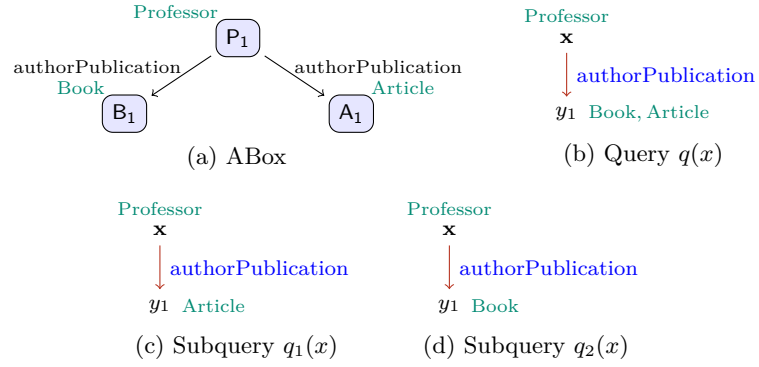 Professor
P₁
authorPublication authorPublication
Book Article
B₁ A₁
(a) ABox
Professor
x
authorPublication
y₁ Book, Article
(b) Query q(x)
Professor
x
authorPublication
y₁ Article
(c) Subquery q₁(x)
Professor
x
authorPublication
y₁ Book
(d) Subquery q₂(x)